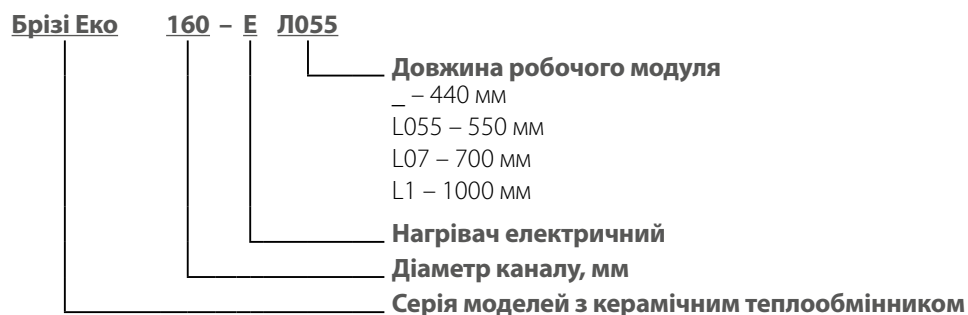 Брізі Еко 160 – Е Л055
Довжина робочого модуля
_ – 440 мм
L055 – 550 мм
L07 – 700 мм
L1 – 1000 мм
Нагрівач електричний
Діаметр каналу, мм
Серія моделей з керамічним теплообмінником